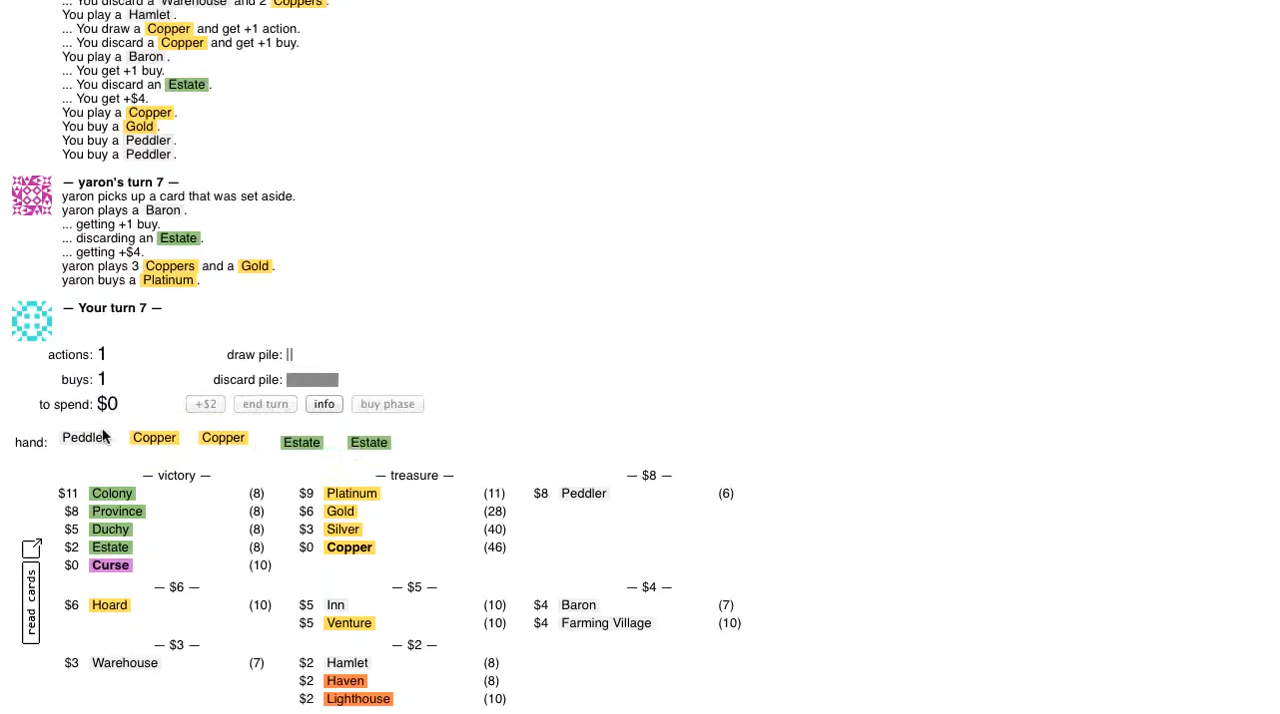 ... You discard a Warehouse and 2 Coppers.
You play a Hamlet.
... You draw a Copper and get +1 action.
... You discard a Copper and get +1 buy.
You play a Baron.
... You get +1 buy.
... You discard an Estate.
... You get +$4.
You play a Copper.
You buy a Gold.
You buy a Peddler.
You buy a Peddler.
— yaron's turn 7 —
yaron picks up a card that was set aside.
yaron plays a Baron.
... getting +1 buy.
... discarding an Estate.
... getting +$4.
yaron plays 3 Coppers and a Gold.
yaron buys a Platinum.
— Your turn 7 —
actions: 1 draw pile:
buys: 1 discard pile:
to spend: $0 +$2 end turn info buy phase
hand: Peddler Copper Copper Estate Estate
— victory — — treasure — — $8 —
$11 Colony (8) $9 Platinum (11) $8 Peddler (6)
$8 Province (8) $6 Gold (28)
$5 Duchy (8) $3 Silver (40)
$2 Estate (8) $0 Copper (46)
$0 Curse (10)
— $6 — — $5 — — $4 —
$6 Hoard (10) $5 Inn (10) $4 Baron (7)
$5 Venture (10) $4 Farming Village (10)
— $3 — — $2 —
$3 Warehouse (7) $2 Hamlet (8)
$2 Haven (8)
$2 Lighthouse (10)
read cards